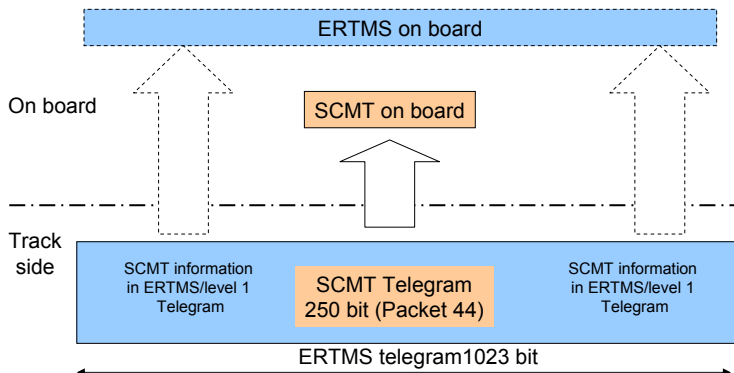 ERTMS on board
On board
SCMT on board
Track
side
SCMT information
in ERTMS/level 1
Telegram
SCMT Telegram
250 bit (Packet 44)
SCMT information
in ERTMS/level 1
Telegram
ERTMS telegram1023 bit